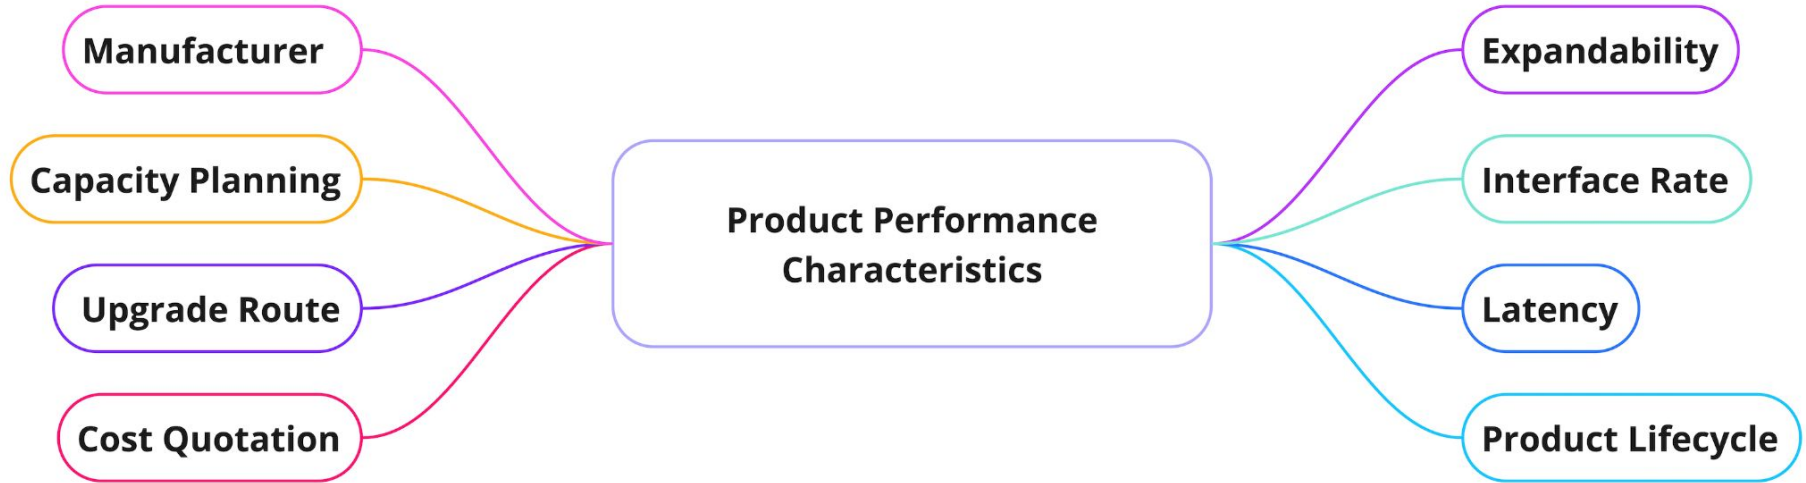 Manufacturer
Capacity Planning
Upgrade Route
Cost Quotation
Product Performance
Characteristics
Expandability
Interface Rate
Latency
Product Lifecycle